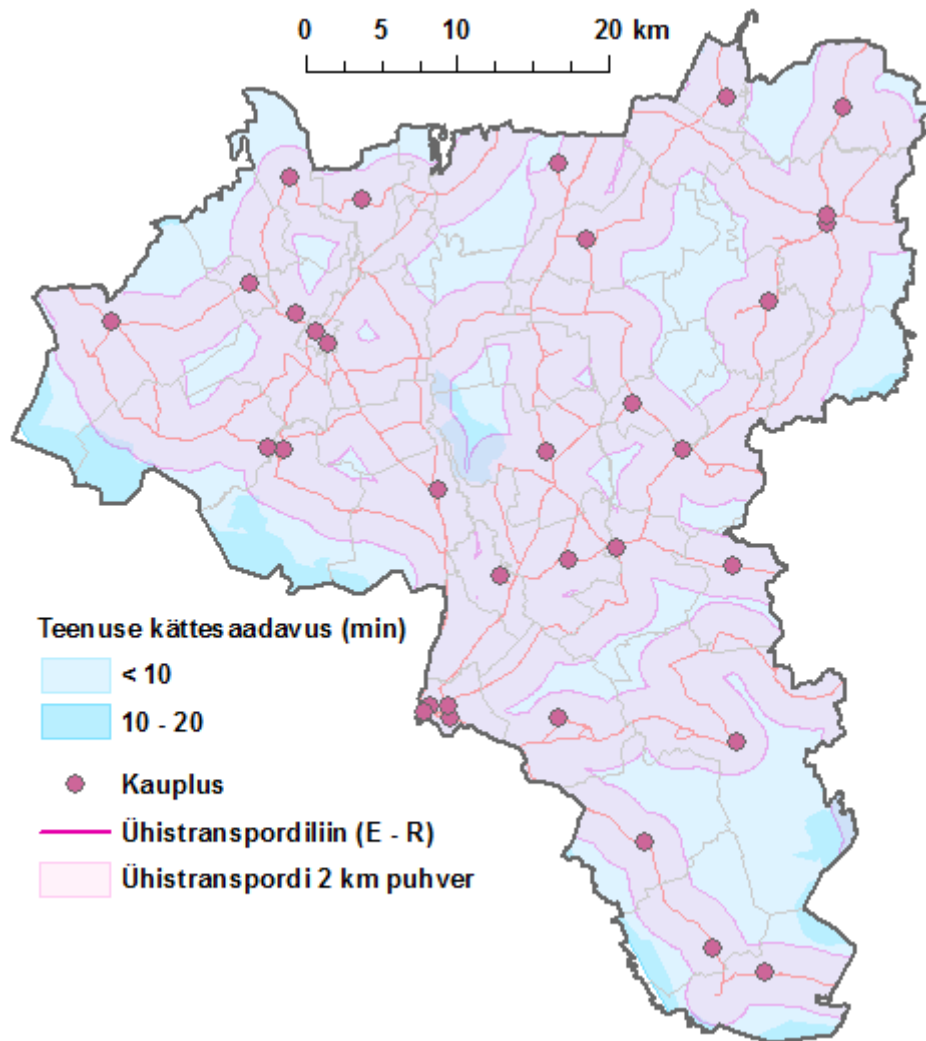 0 5 10 20 km
Teenuse kättesaadavus (min)
< 10
10 - 20
Kauplus
Ühistranspordiliin (E - R)
Ühistranspordi 2 km puhver